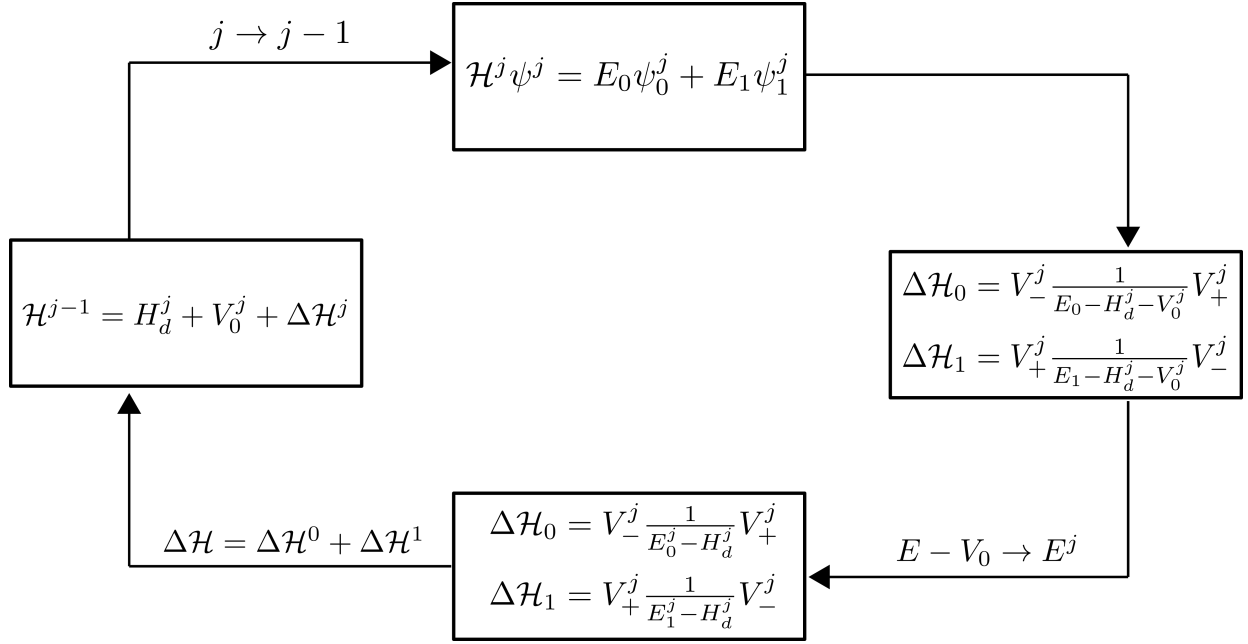 j → j − 1
ℋ^j ψ^j = E_0 ψ_0^j + E_1 ψ_1^j
Δℋ_0 = V_-^j \frac{1}{E_0 − H_d^j − V_0^j} V_+^j
Δℋ_1 = V_+^j \frac{1}{E_1 − H_d^j − V_0^j} V_-^j
ℋ^{j−1} = H_d^j + V_0^j + Δℋ^j
Δℋ = Δℋ^0 + Δℋ^1
Δℋ_0 = V_-^j \frac{1}{E_0^j − H_d^j} V_+^j
Δℋ_1 = V_+^j \frac{1}{E_1^j − H_d^j} V_-^j
E − V_0 → E^j